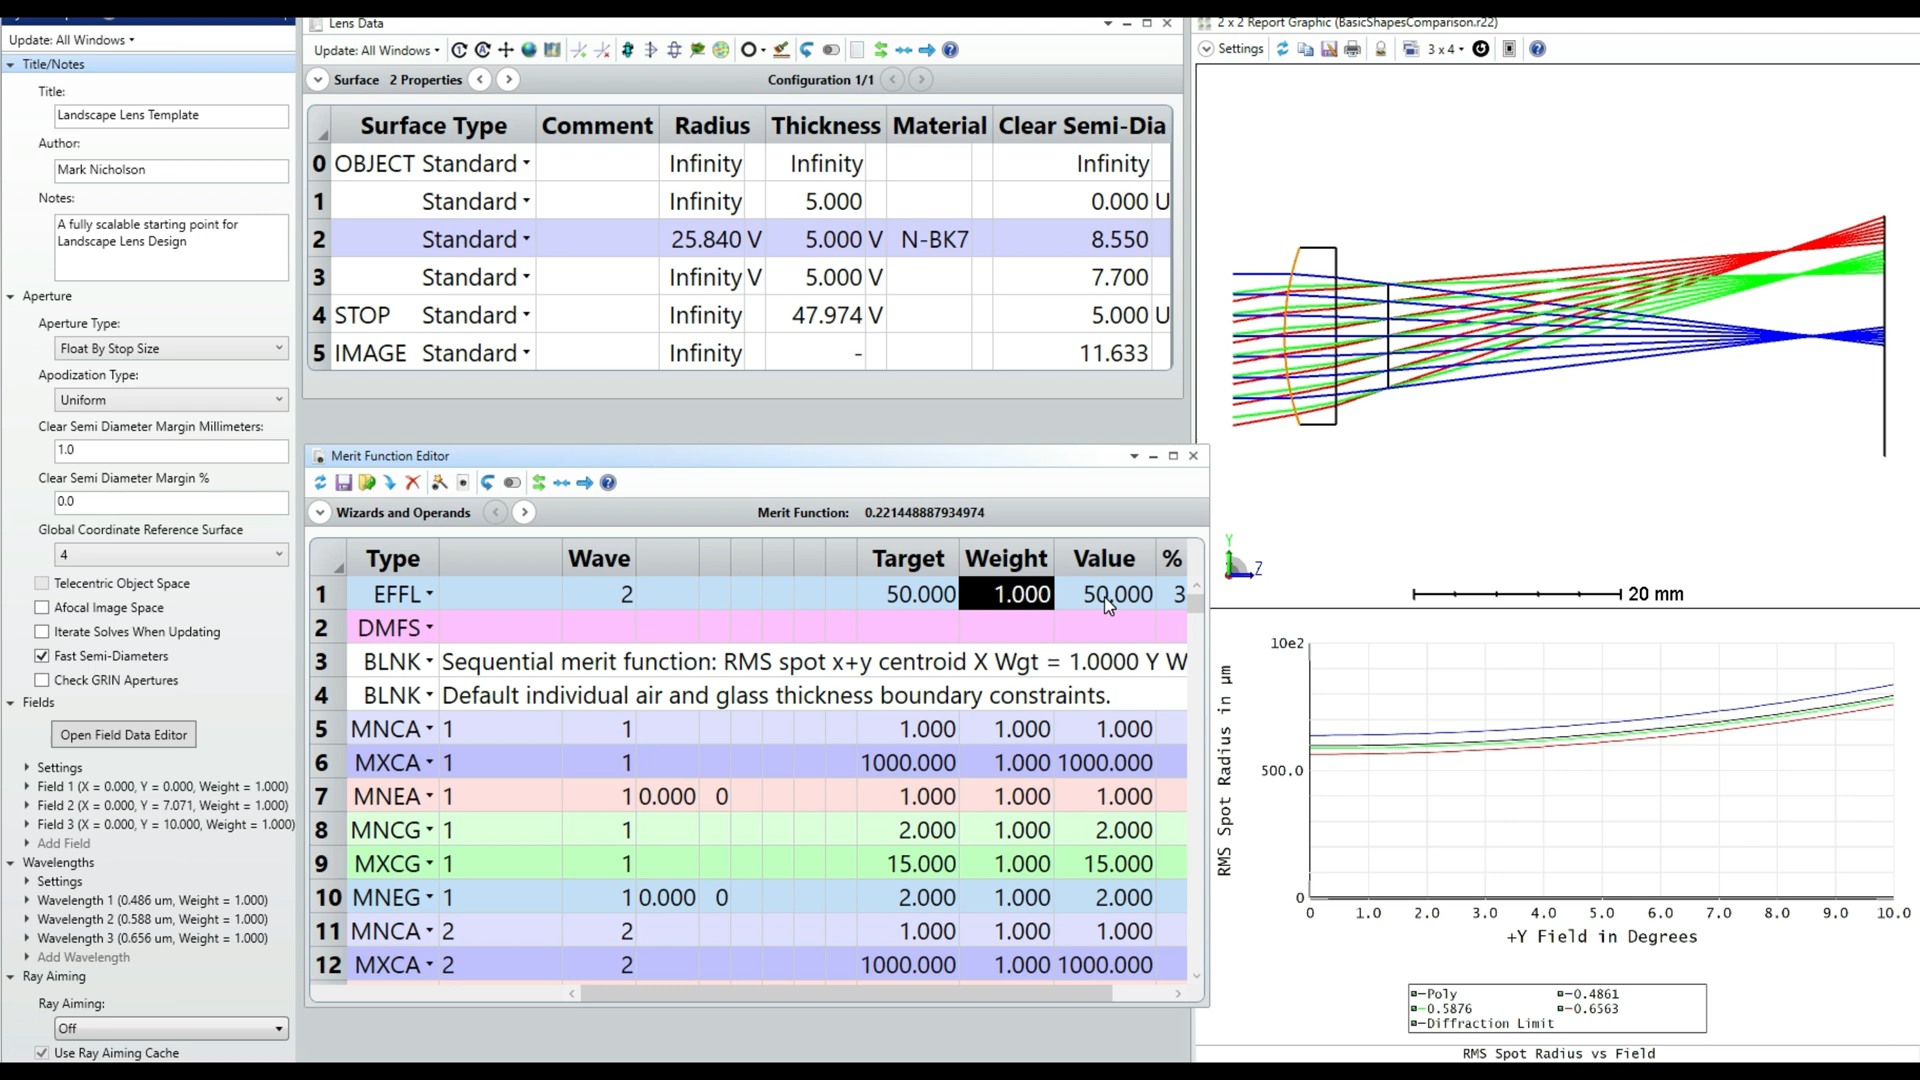 Update: All Windows
Title/Notes
Title:
Landscape Lens Template
Author:
Mark Nicholson
Notes:
A fully scalable starting point for
Landscape Lens Design
Aperture
Aperture Type:
Float By Stop Size
Apodization Type:
Uniform
Clear Semi Diameter Margin Millimeters:
1.0
Clear Semi Diameter Margin %
0.0
Global Coordinate Reference Surface
4
Telecentric Object Space
Afocal Image Space
Iterate Solves When Updating
Fast Semi-Diameters
Check GRIN Apertures
Fields
Open Field Data Editor
Settings
Field 1 (X = 0.000, Y = 0.000, Weight = 1.000)
Field 2 (X = 0.000, Y = 7.071, Weight = 1.000)
Field 3 (X = 0.000, Y = 10.000, Weight = 1.000)
Add Field
Wavelengths
Settings
Wavelength 1 (0.486 um, Weight = 1.000)
Wavelength 2 (0.588 um, Weight = 1.000)
Wavelength 3 (0.656 um, Weight = 1.000)
Add Wavelength
Ray Aiming
Ray Aiming:
Off
Use Ray Aiming Cache
Lens Data
Update: All Windows
Surface 2 Properties
Configuration 1/1
Surface Type Comment Radius Thickness Material Clear Semi-Dia
0 OBJECT Standard Infinity Infinity Infinity
1 Standard Infinity 5.000 0.000 U
2 Standard 25.840 V 5.000 V N-BK7 8.550
3 Standard Infinity V 5.000 V 7.700
4 STOP Standard Infinity 47.974 V 5.000 U
5 IMAGE Standard Infinity - 11.633
Merit Function Editor
Wizards and Operands
Merit Function: 0.221448887934974
Type Wave Target Weight Value %
1 EFFL 2 50.000 1.000 50.000 3
2 DMFS
3 BLNK Sequential merit function: RMS spot x+y centroid X Wgt = 1.0000 Y W
4 BLNK Default individual air and glass thickness boundary constraints.
5 MNCA 1 1 1.000 1.000 1.000
6 MXCA 1 1 1000.000 1.000 1000.000
7 MNEA 1 1 0.000 0 1.000 1.000 1.000
8 MNCG 1 1 2.000 1.000 2.000
9 MXCG 1 1 15.000 1.000 15.000
10 MNEG 1 1 0.000 0 2.000 1.000 2.000
11 MNCA 2 2 1.000 1.000 1.000
12 MXCA 2 2 1000.000 1.000 1000.000
2 x 2 Report Graphic (BasicShapesComparison.r22)
Settings
3 x 4
Y
Z
20 mm
10e2
500.0
0
RMS Spot Radius in µm
0 1.0 2.0 3.0 4.0 5.0 6.0 7.0 8.0 9.0 10.0
+Y Field in Degrees
Poly 0.4861
0.5876 0.6563
Diffraction Limit
RMS Spot Radius vs Field